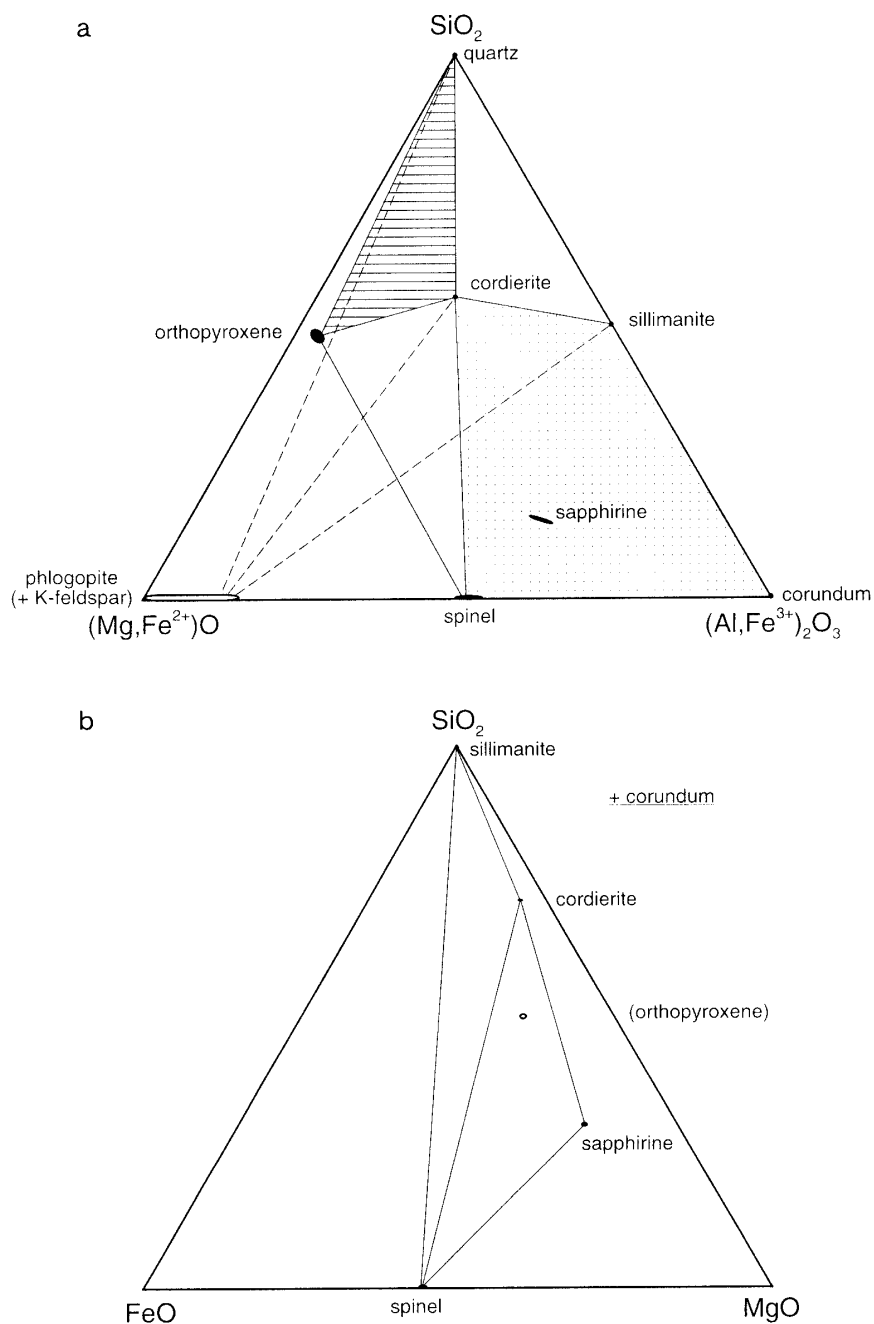 a
SiO₂
quartz
cordierite
sillimanite
orthopyroxene
sapphirine
phlogopite
(+ K-feldspar)
corundum
(Mg,Fe²⁺)O
spinel
(Al,Fe³⁺)₂O₃
b
SiO₂
sillimanite
+ corundum
cordierite
(orthopyroxene)
sapphirine
FeO
spinel
MgO